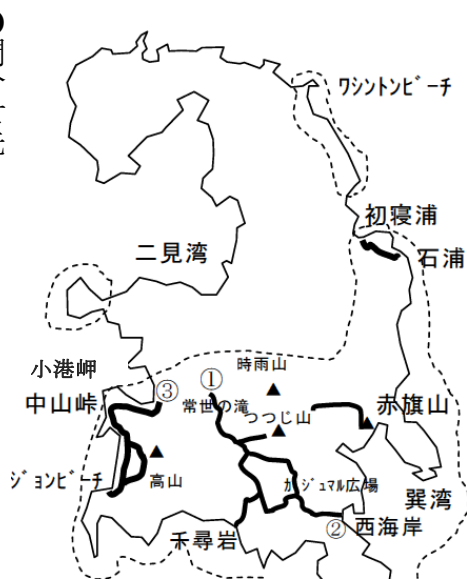 ワシントンビーチ
初寝浦
二見湾
石浦
小港岬
時雨山
①
③
中山峠
常世の滝
赤旗山
つつじ山
ジョンビーチ
高山
ガジュマル広場
巽湾
②
西海岸
千尋岩